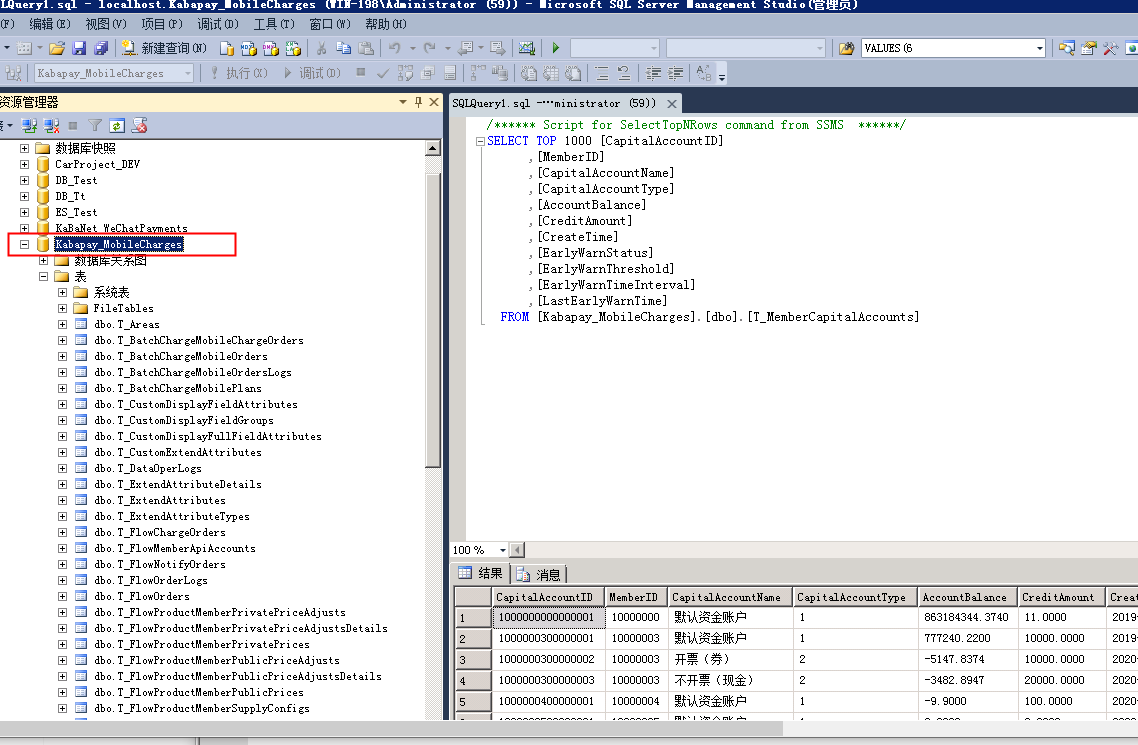 LQuery1.sql - localhost.Kabapay_MobileCharges (WIN-198\Administrator (59)) - Microsoft SQL Server Management Studio(管理员)
(F) 编辑(E) 视图(V) 项目(P) 调试(D) 工具(T) 窗口(W) 帮助(H)
新建查询(N) VALUES(6
Kabapay_MobileCharges 执行(X) 调试(D)
资源管理器
数据库快照
CarProject_DEV
DB_Test
DB_Tt
ES_Test
KaBaNet_WeChatPayments
Kabapay_MobileCharges
数据库关系图
表
系统表
FileTables
dbo.T_Areas
dbo.T_BatchChargeMobileChargeOrders
dbo.T_BatchChargeMobileOrders
dbo.T_BatchChargeMobileOrdersLogs
dbo.T_BatchChargeMobilePlans
dbo.T_CustomDisplayFieldAttributes
dbo.T_CustomDisplayFieldGroups
dbo.T_CustomDisplayFullFieldAttributes
dbo.T_CustomExtendAttributes
dbo.T_DataOperLogs
dbo.T_ExtendAttributeDetails
dbo.T_ExtendAttributes
dbo.T_ExtendAttributeTypes
dbo.T_FlowChargeOrders
dbo.T_FlowMemberApiAccounts
dbo.T_FlowNotifyOrders
dbo.T_FlowOrderLogs
dbo.T_FlowOrders
dbo.T_FlowProductMemberPrivatePriceAdjusts
dbo.T_FlowProductMemberPrivatePriceAdjustsDetails
dbo.T_FlowProductMemberPrivatePrices
dbo.T_FlowProductMemberPublicPriceAdjusts
dbo.T_FlowProductMemberPublicPriceAdjustsDetails
dbo.T_FlowProductMemberPublicPrices
dbo.T_FlowProductMemberSupplyConfigs
SQLQuery1.sql -...ministrator (59))
/****** Script for SelectTopNRows command from SSMS ******/
SELECT TOP 1000 [CapitalAccountID]
,[MemberID]
,[CapitalAccountName]
,[CapitalAccountType]
,[AccountBalance]
,[CreditAmount]
,[CreateTime]
,[EarlyWarnStatus]
,[EarlyWarnThreshold]
,[EarlyWarnTimeInterval]
,[LastEarlyWarnTime]
FROM [Kabapay_MobileCharges].[dbo].[T_MemberCapitalAccounts]
100 %
结果 消息
CapitalAccountID MemberID CapitalAccountName CapitalAccountType AccountBalance CreditAmount Creat
1 1000000000000001 10000000 默认资金账户 1 863184344.3740 11.0000 2019-
2 1000000300000001 10000003 默认资金账户 1 777240.2200 10000.0000 2019-
3 1000000300000002 10000003 开票（券） 2 -5147.8374 10000.0000 2020-
4 1000000300000003 10000003 不开票（现金） 2 -3482.8947 20000.0000 2020-
5 1000000400000001 10000004 默认资金账户 1 -9.9000 100.0000 2020-